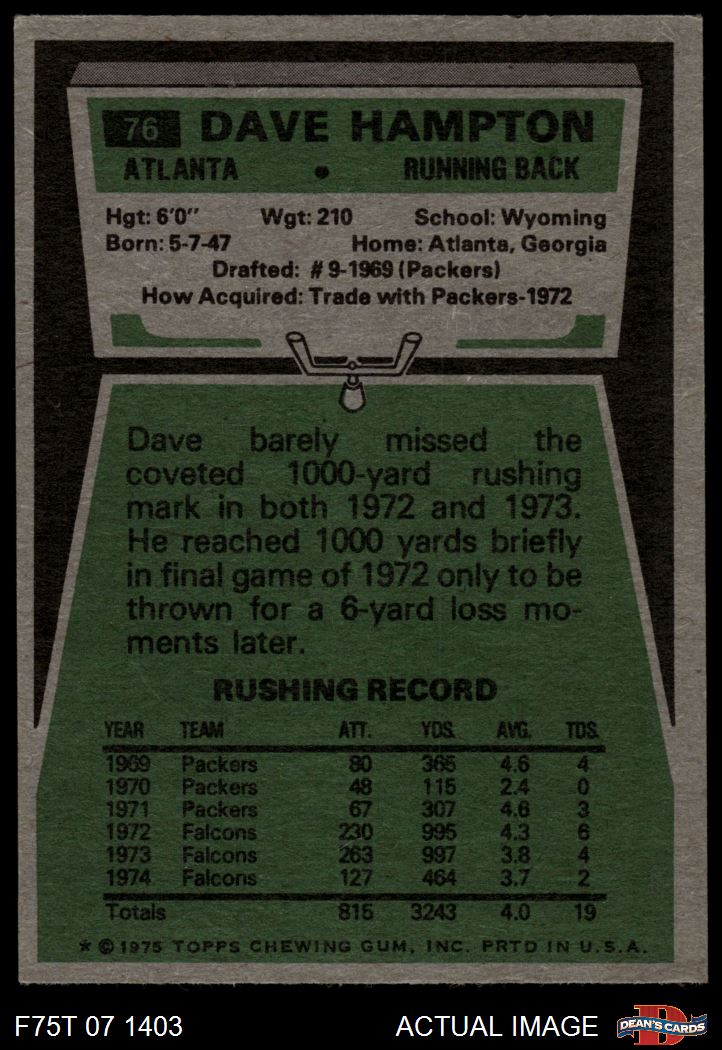 76 DAVE HAMPTON
ATLANTA • RUNNING BACK
Hgt: 6'0" Wgt: 210 School: Wyoming
Born: 5-7-47 Home: Atlanta, Georgia
Drafted: #9-1969 (Packers)
How Acquired: Trade with Packers-1972
Dave barely missed the
coveted 1000-yard rushing
mark in both 1972 and 1973.
He reached 1000 yards briefly
in final game of 1972 only to be
thrown for a 6-yard loss mo-
ments later.
RUSHING RECORD
YEAR TEAM ATT. YDS. AVG. TDS.
1969 Packers 80 365 4.6 4
1970 Packers 48 115 2.4 0
1971 Packers 67 307 4.6 3
1972 Falcons 230 995 4.3 6
1973 Falcons 263 997 3.8 4
1974 Falcons 127 464 3.7 2
Totals 815 3243 4.0 19
* © 1975 TOPPS CHEWING GUM, INC. PRTD IN U.S.A.
F75T 07 1403 ACTUAL IMAGE D DEAN'S CARDS